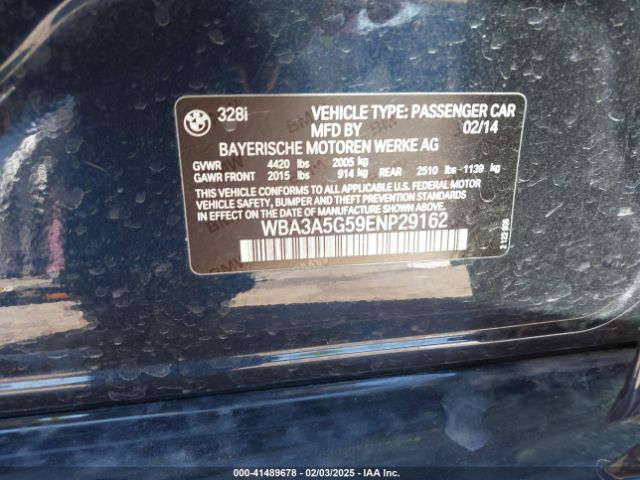 328i VEHICLE TYPE: PASSENGER CAR
MFD BY 02/14
BAYERISCHE MOTOREN WERKE AG
GVWR 4420 lbs 2005 kg
GAWR FRONT 2015 lbs 914 kg REAR 2510 lbs 1139 kg
THIS VEHICLE CONFORMS TO ALL APPLICABLE U.S. FEDERAL MOTOR
VEHICLE SAFETY, BUMPER AND THEFT PREVENTION STANDARDS
IN EFFECT ON THE DATE OF MANUFACTURE SHOWN ABOVE.
WBA3A5G59ENP29162
000-41489678 - 02/03/2025 - IAA Inc.